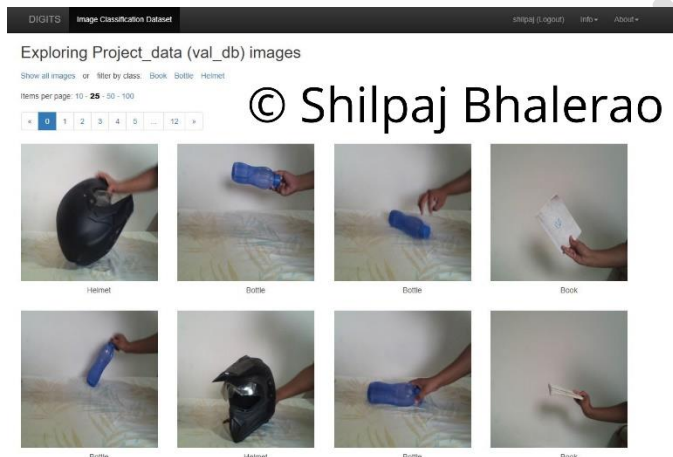 DIGITS Image Classification Dataset shilpaj (Logout) Info About
Exploring Project_data (val_db) images
Show all images or filter by class: Book Bottle Helmet
Items per page: 10 - 25 - 50 - 100
© Shilpaj Bhalerao
« 0 1 2 3 4 5 ... 12 »
Helmet Bottle Bottle Book
Bottle Helmet Bottle Book